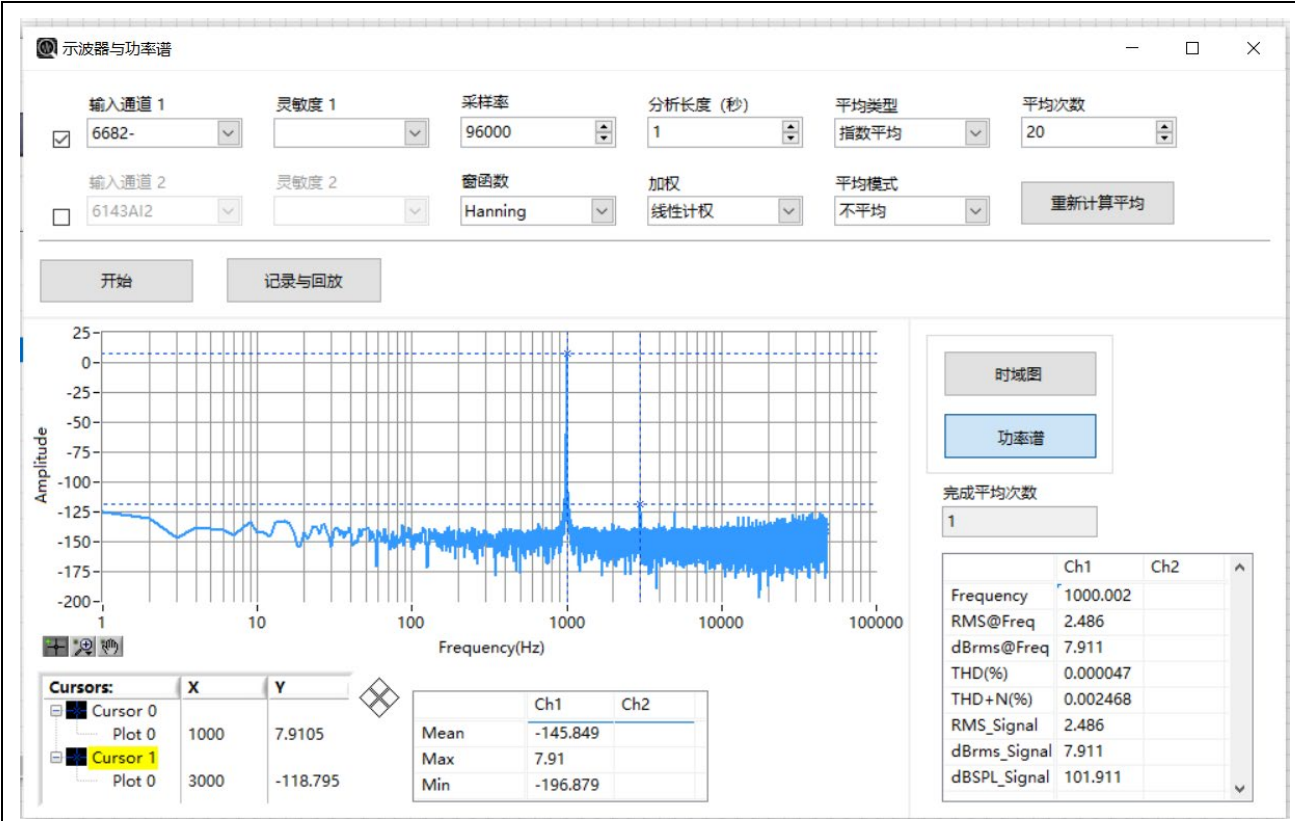 示波器与功率谱
输入通道 1 灵敏度 1 采样率 分析长度（秒） 平均类型 平均次数
6682- 96000 1 指数平均 20
输入通道 2 灵敏度 2 窗函数 加权 平均模式
6143AI2 Hanning 线性计权 不平均 重新计算平均
开始 记录与回放
25
0
-25
-50
-75
-100
-125
-150
-175
-200
Amplitude
1 10 100 1000 10000 100000
Frequency(Hz)
时域图
功率谱
完成平均次数
1
Ch1 Ch2
Frequency 1000.002
RMS@Freq 2.486
dBrms@Freq 7.911
THD(%) 0.000047
THD+N(%) 0.002468
RMS_Signal 2.486
dBrms_Signal 7.911
dBSPL_Signal 101.911
Cursors: X Y
Cursor 0
Plot 0 1000 7.9105
Cursor 1
Plot 0 3000 -118.795
Ch1 Ch2
Mean -145.849
Max 7.91
Min -196.879